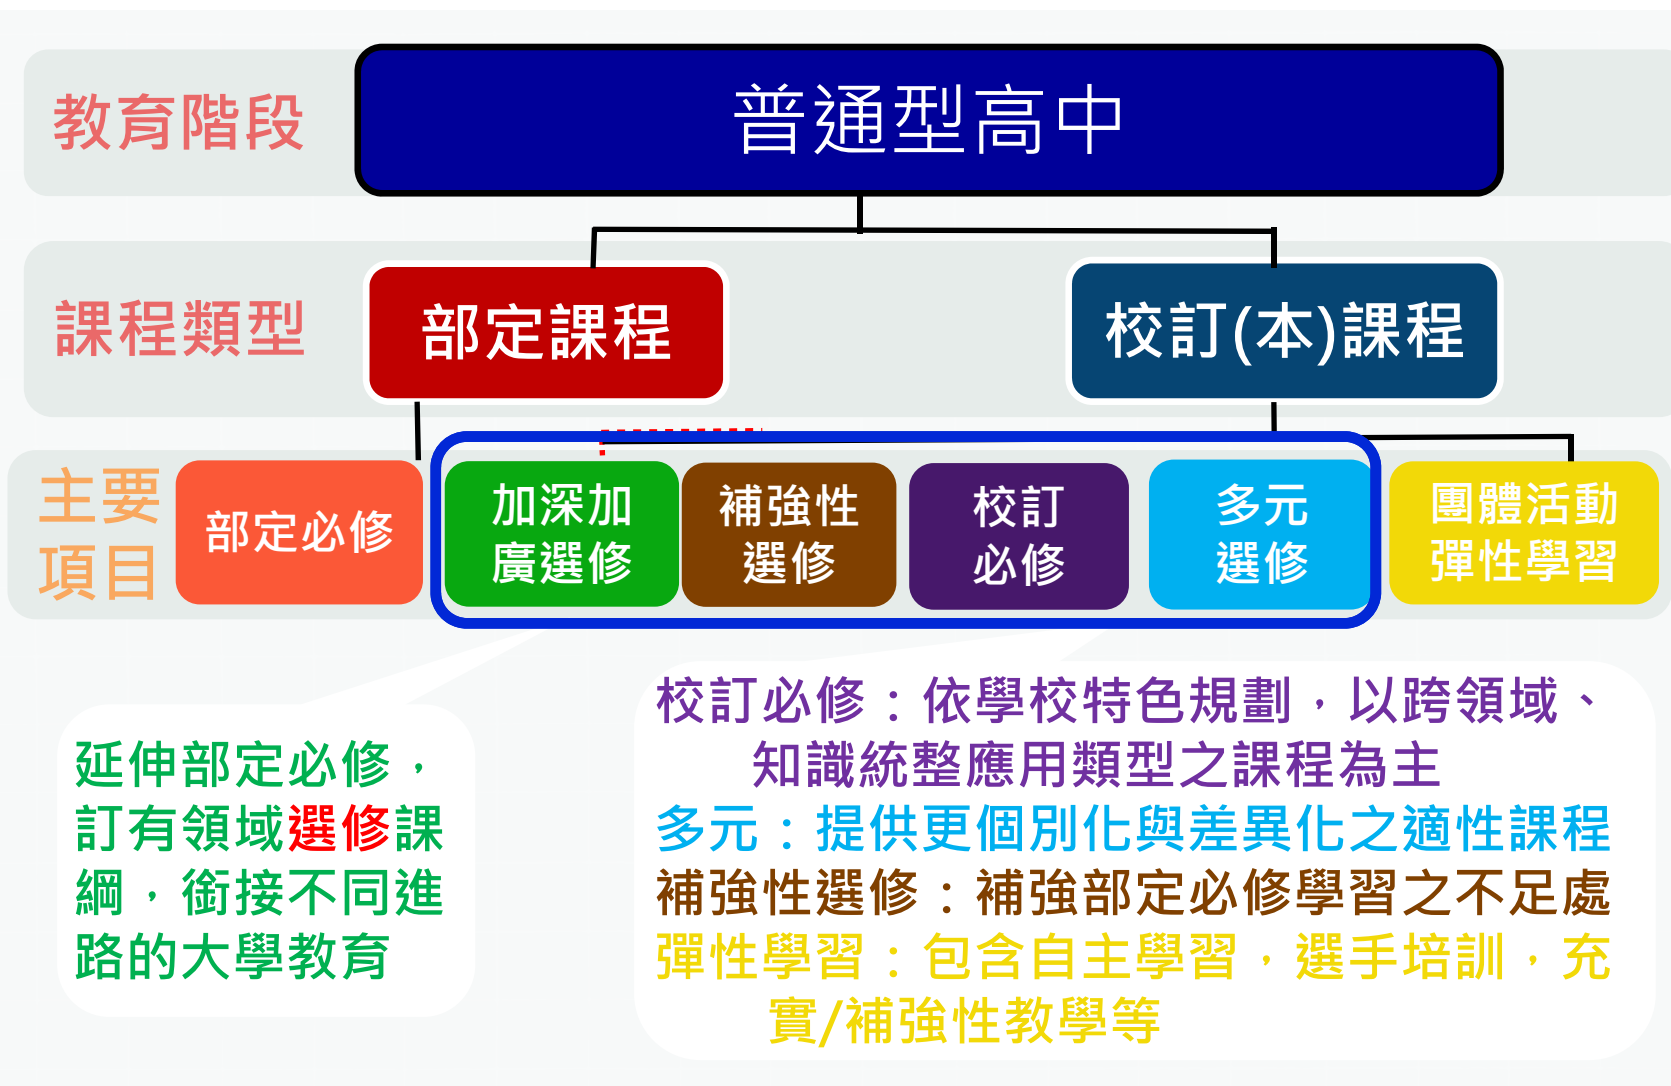 教育階段
普通型高中
課程類型
部定課程
校訂(本)課程
主要
項目
部定必修
加深加
廣選修
補強性
選修
校訂
必修
多元
選修
團體活動
彈性學習
延伸部定必修，
訂有領域選修課
綱，銜接不同進
路的大學教育
校訂必修：依學校特色規劃，以跨領域、
知識統整應用類型之課程為主
多元：提供更個別化與差異化之適性課程
補強性選修：補強部定必修學習之不足處
彈性學習：包含自主學習，選手培訓，充
實/補強性教學等